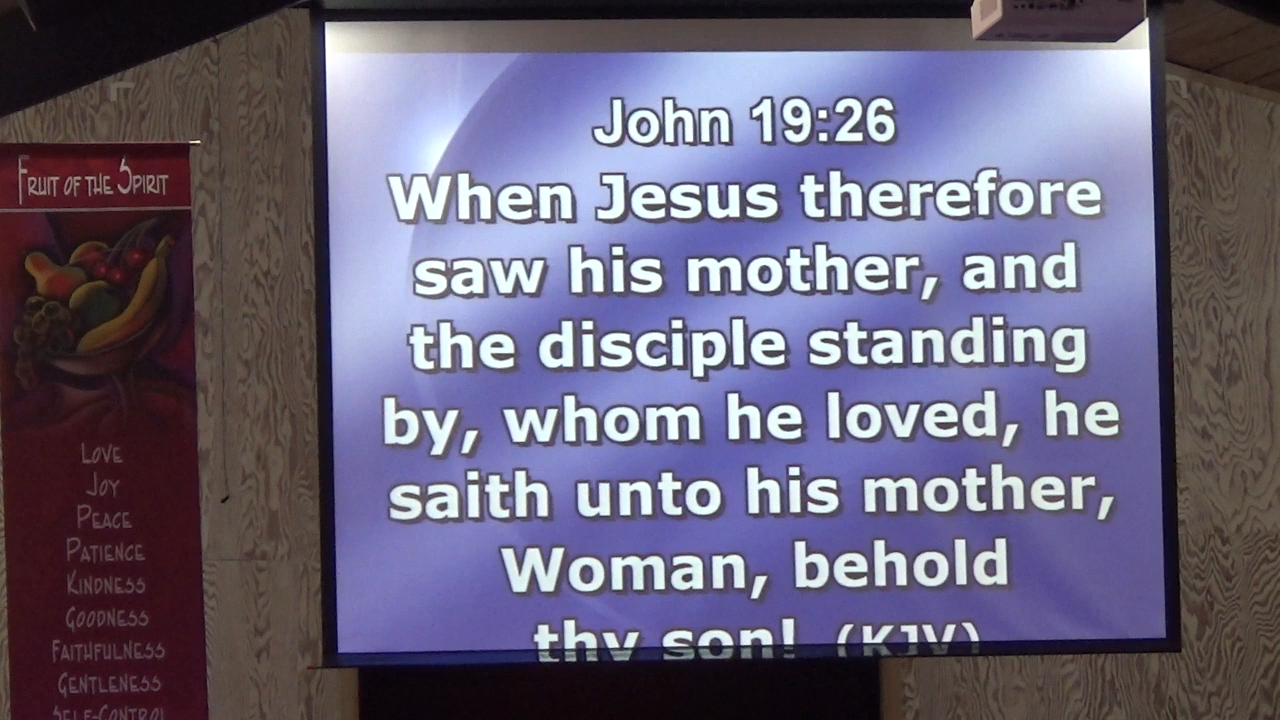 FRUIT OF THE SPIRIT
LOVE
JOY
PEACE
PATIENCE
KINDNESS
GOODNESS
FAITHFULNESS
GENTLENESS
SELF-CONTROL
John 19:26
When Jesus therefore
saw his mother, and
the disciple standing
by, whom he loved, he
saith unto his mother,
Woman, behold
thy son! (KJV)